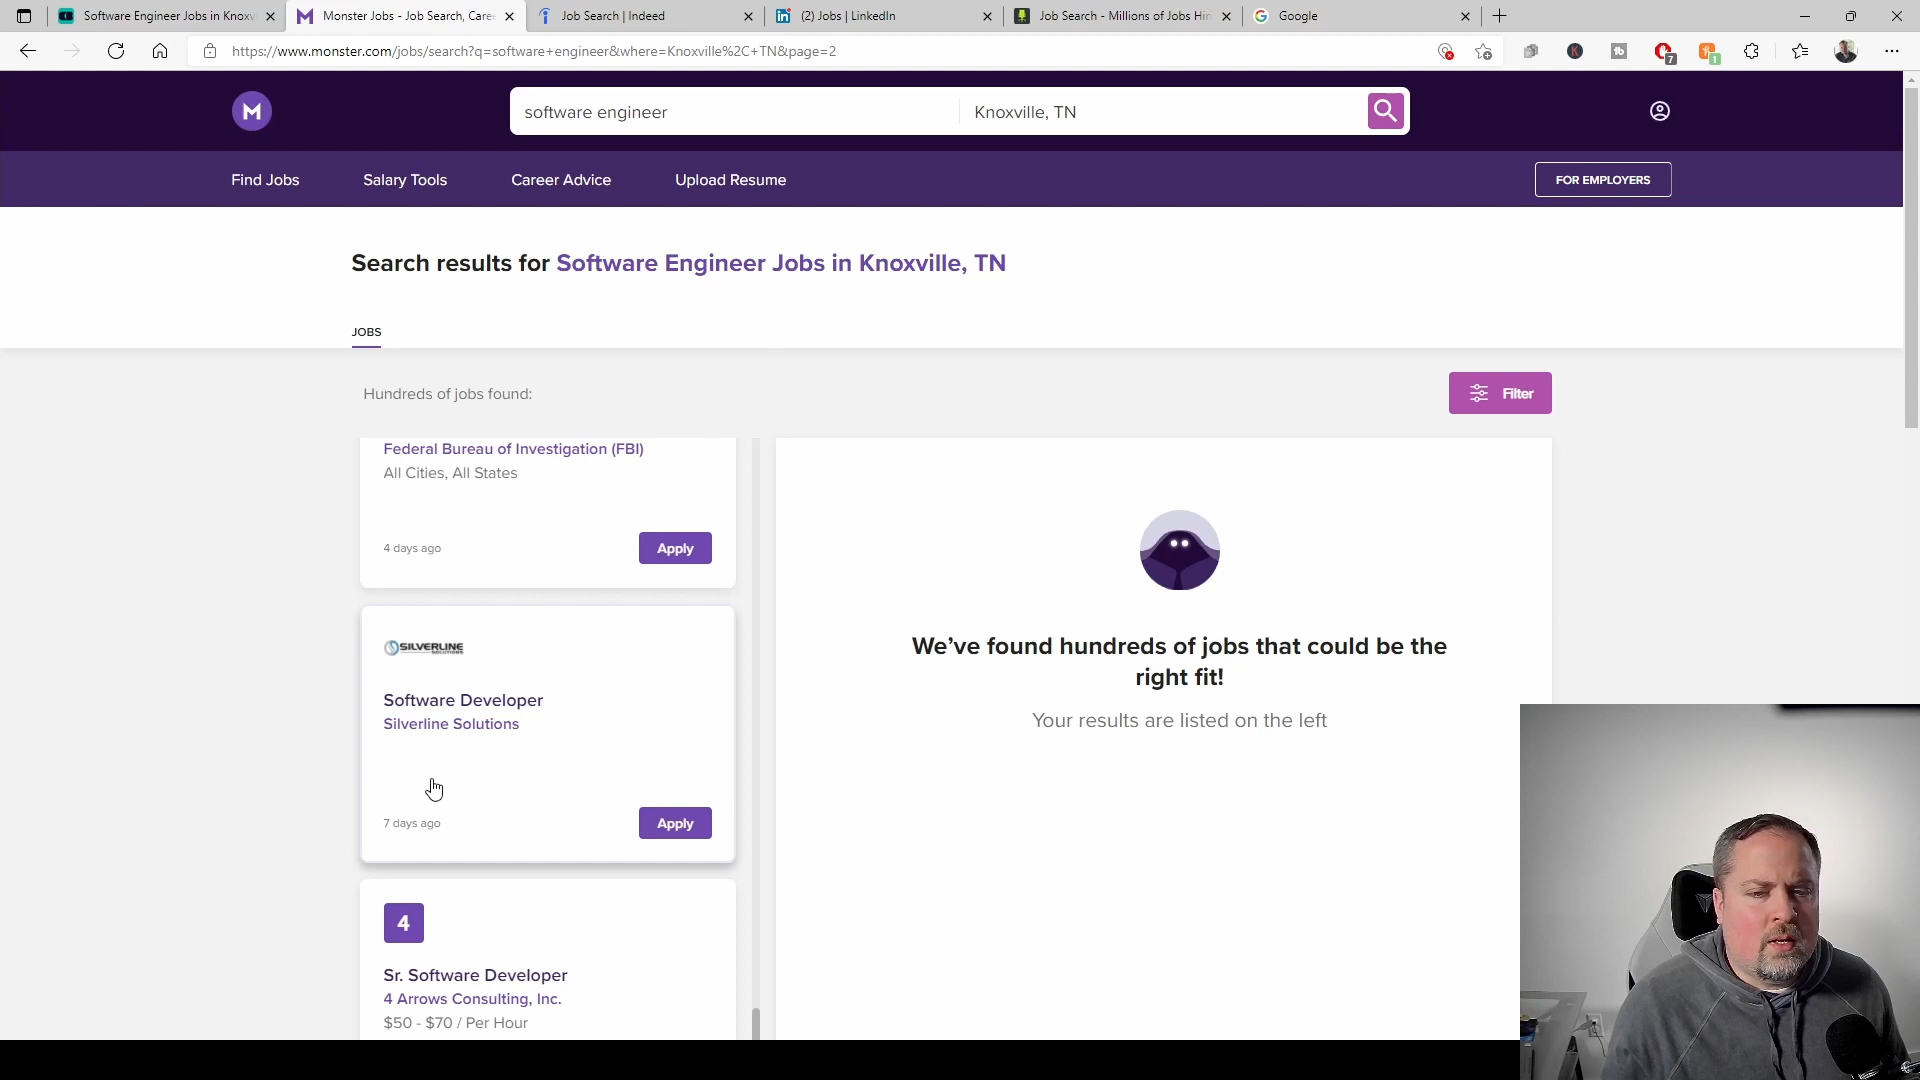 Software Engineer Jobs in Knoxvi
Monster Jobs - Job Search, Caree
Job Search | Indeed
(2) Jobs | LinkedIn
Job Search - Millions of Jobs Hiri
Google
https://www.monster.com/jobs/search?q=software+engineer&where=Knoxville%2C+TN&page=2
7
1
M
software engineer
Knoxville, TN
Find Jobs
Salary Tools
Career Advice
Upload Resume
FOR EMPLOYERS
Search results for Software Engineer Jobs in Knoxville, TN
JOBS
Hundreds of jobs found:
Filter
Federal Bureau of Investigation (FBI)
All Cities, All States
4 days ago
Apply
SILVERLINE
SOLUTIONS
Software Developer
Silverline Solutions
7 days ago
Apply
4
Sr. Software Developer
4 Arrows Consulting, Inc.
$50 - $70 / Per Hour
We've found hundreds of jobs that could be the
right fit!
Your results are listed on the left